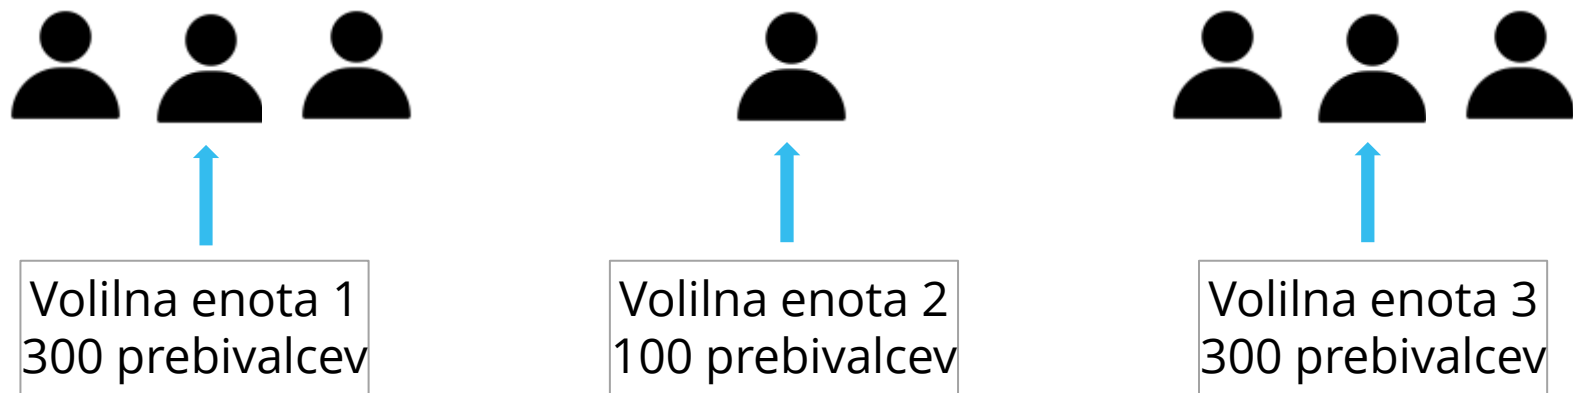 Volilna enota 1
300 prebivalcev
Volilna enota 2
100 prebivalcev
Volilna enota 3
300 prebivalcev